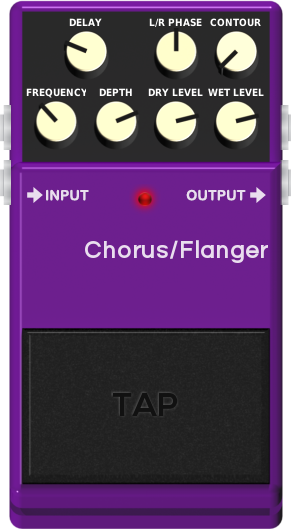 DELAY L/R PHASE CONTOUR
FREQUENCY DEPTH DRY LEVEL WET LEVEL
INPUT OUTPUT
Chorus/Flanger
TAP